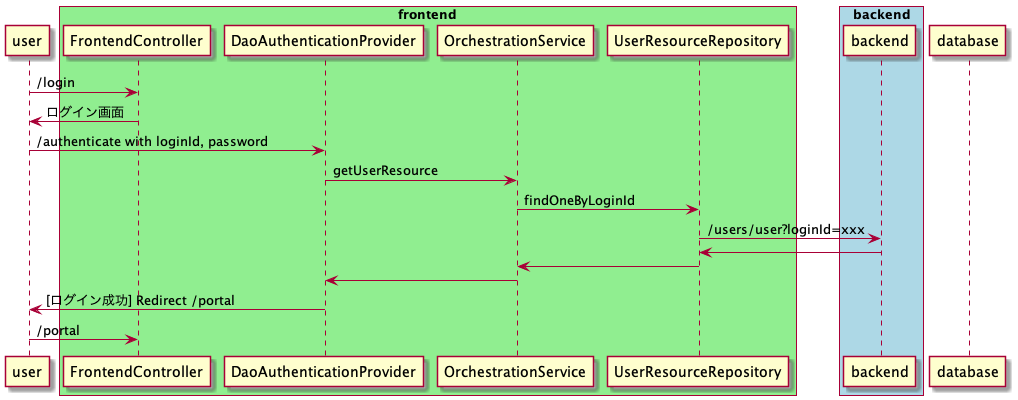 frontend
backend
user
FrontendController
DaoAuthenticationProvider
OrchestrationService
UserResourceRepository
backend
database
/login
ログイン画面
/authenticate with loginId, password
getUserResource
findOneByLoginId
/users/user?loginId=xxx
[ログイン成功] Redirect /portal
/portal
user
FrontendController
DaoAuthenticationProvider
OrchestrationService
UserResourceRepository
backend
database